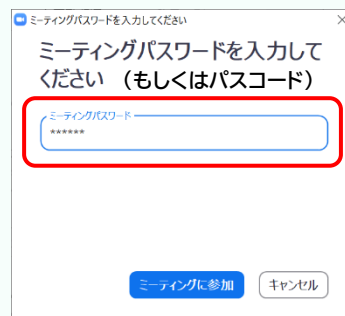 ミーティングパスワードを入力してください
ミーティングパスワードを入力して
ください （もしくはパスコード）
ミーティングパスワード
******
ミーティングに参加 キャンセル